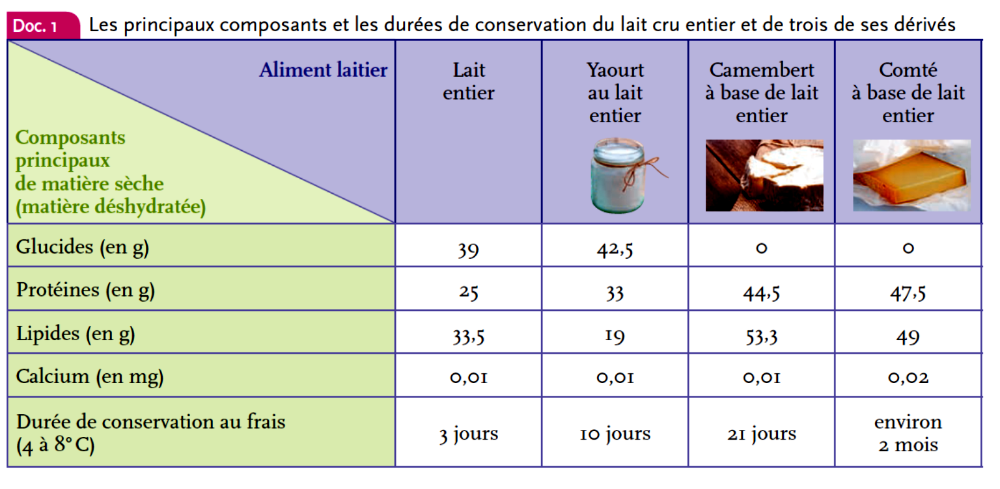 Doc. 1 Les principaux composants et les durées de conservation du lait cru entier et de trois de ses dérivés
Aliment laitier
Composants
principaux
de matière sèche
(matière déshydratée)
Lait
entier
Yaourt
au lait
entier
Camembert
à base de lait
entier
Comté
à base de lait
entier
Glucides (en g) 39 42,5 0 0
Protéines (en g) 25 33 44,5 47,5
Lipides (en g) 33,5 19 53,3 49
Calcium (en mg) 0,01 0,01 0,01 0,02
Durée de conservation au frais
(4 à 8° C)
3 jours 10 jours 21 jours
environ
2 mois